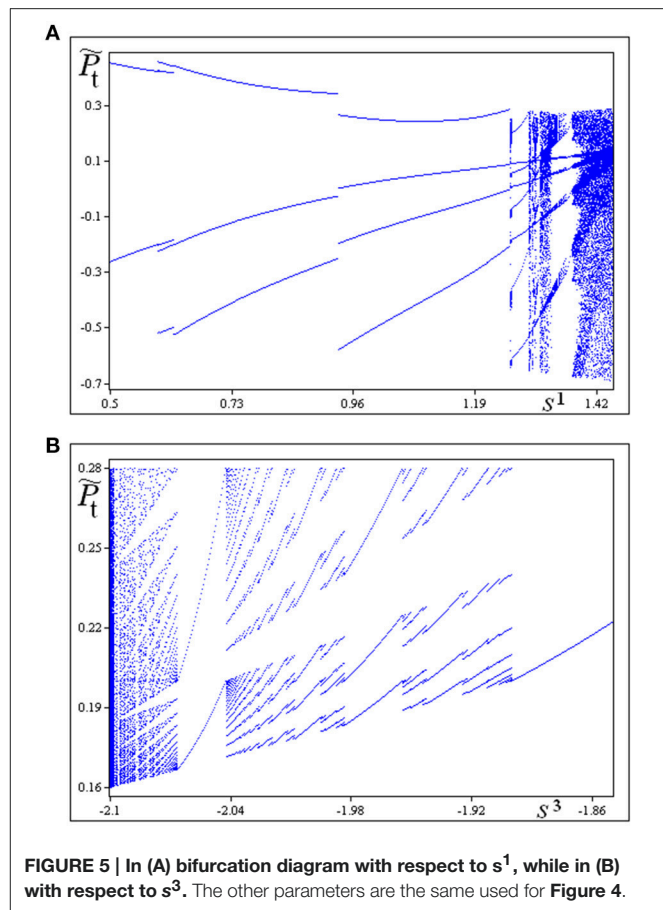 A
P̃t
0.3
0.1
-0.1
-0.3
-0.5
-0.7
0.5 0.73 0.96 1.19 s¹ 1.42
B
0.28
P̃t
0.25
0.22
0.19
0.16
-2.1 -2.04 -1.98 -1.92 s³ -1.86
FIGURE 5 | In (A) bifurcation diagram with respect to s¹, while in (B)
with respect to s³. The other parameters are the same used for Figure 4.